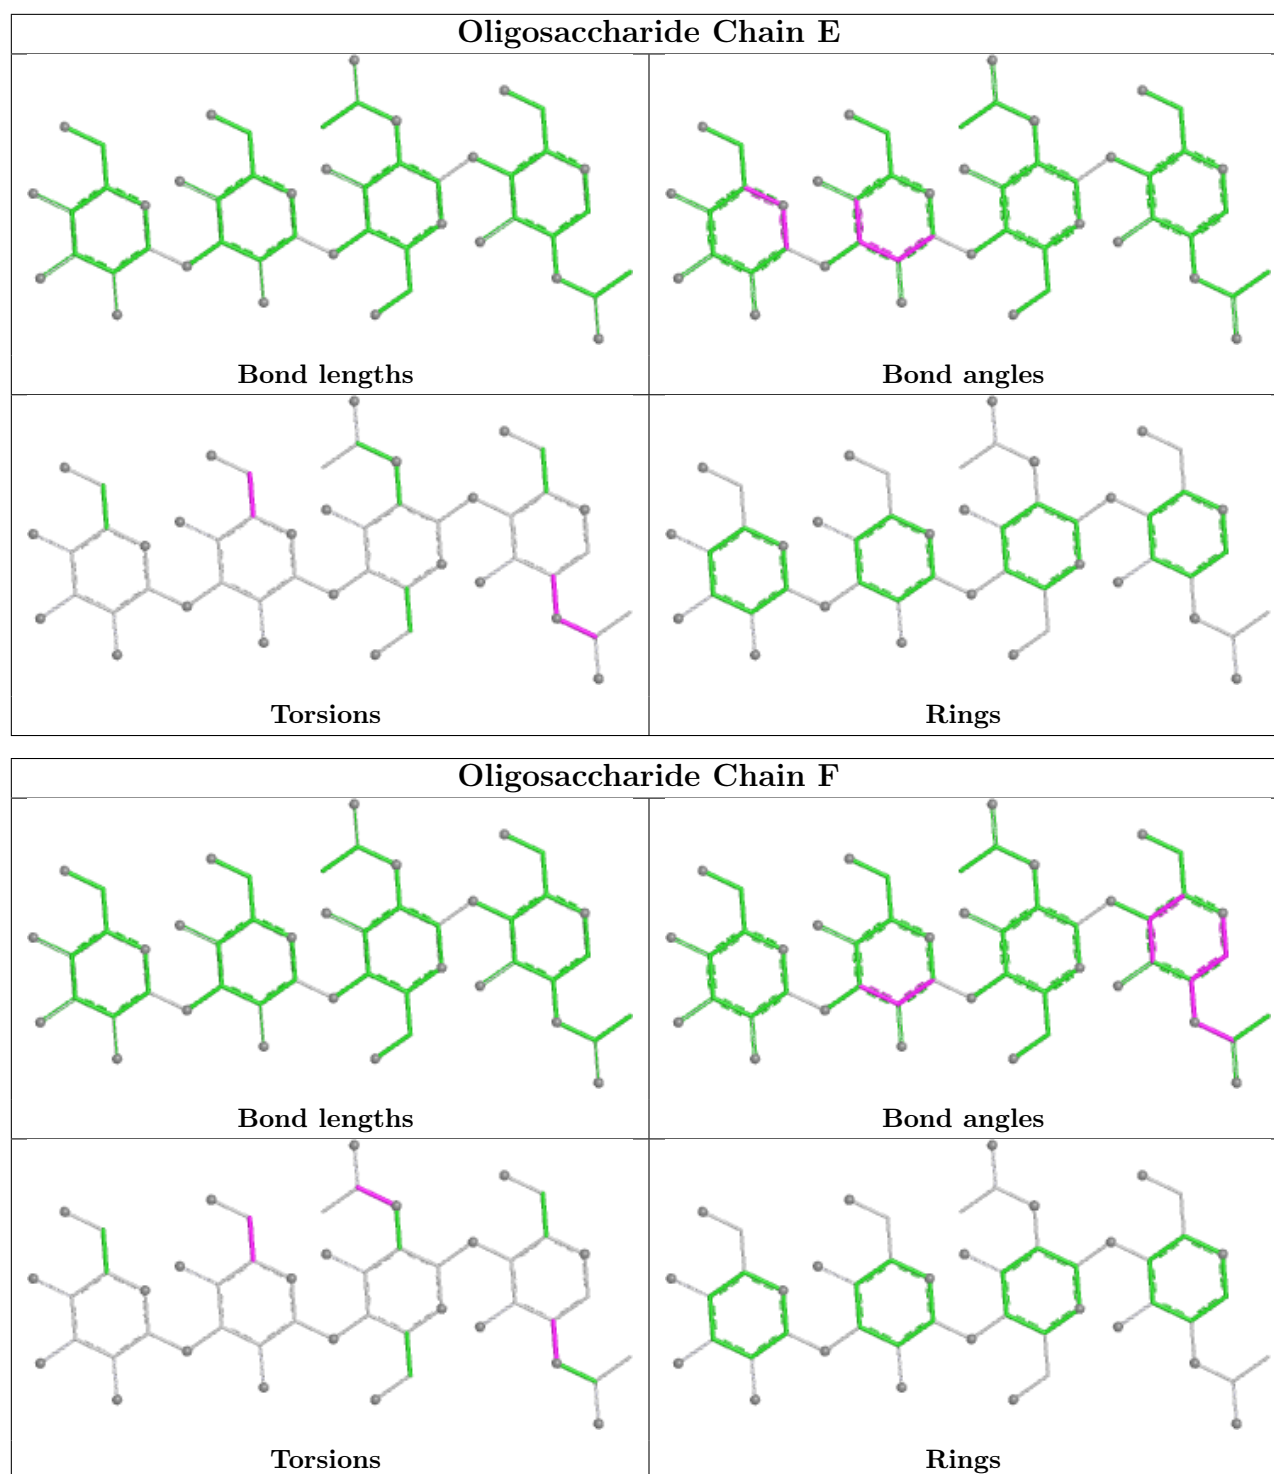 Oligosaccharide Chain E
Bond lengths
Bond angles
Torsions
Rings
Oligosaccharide Chain F
Bond lengths
Bond angles
Torsions
Rings